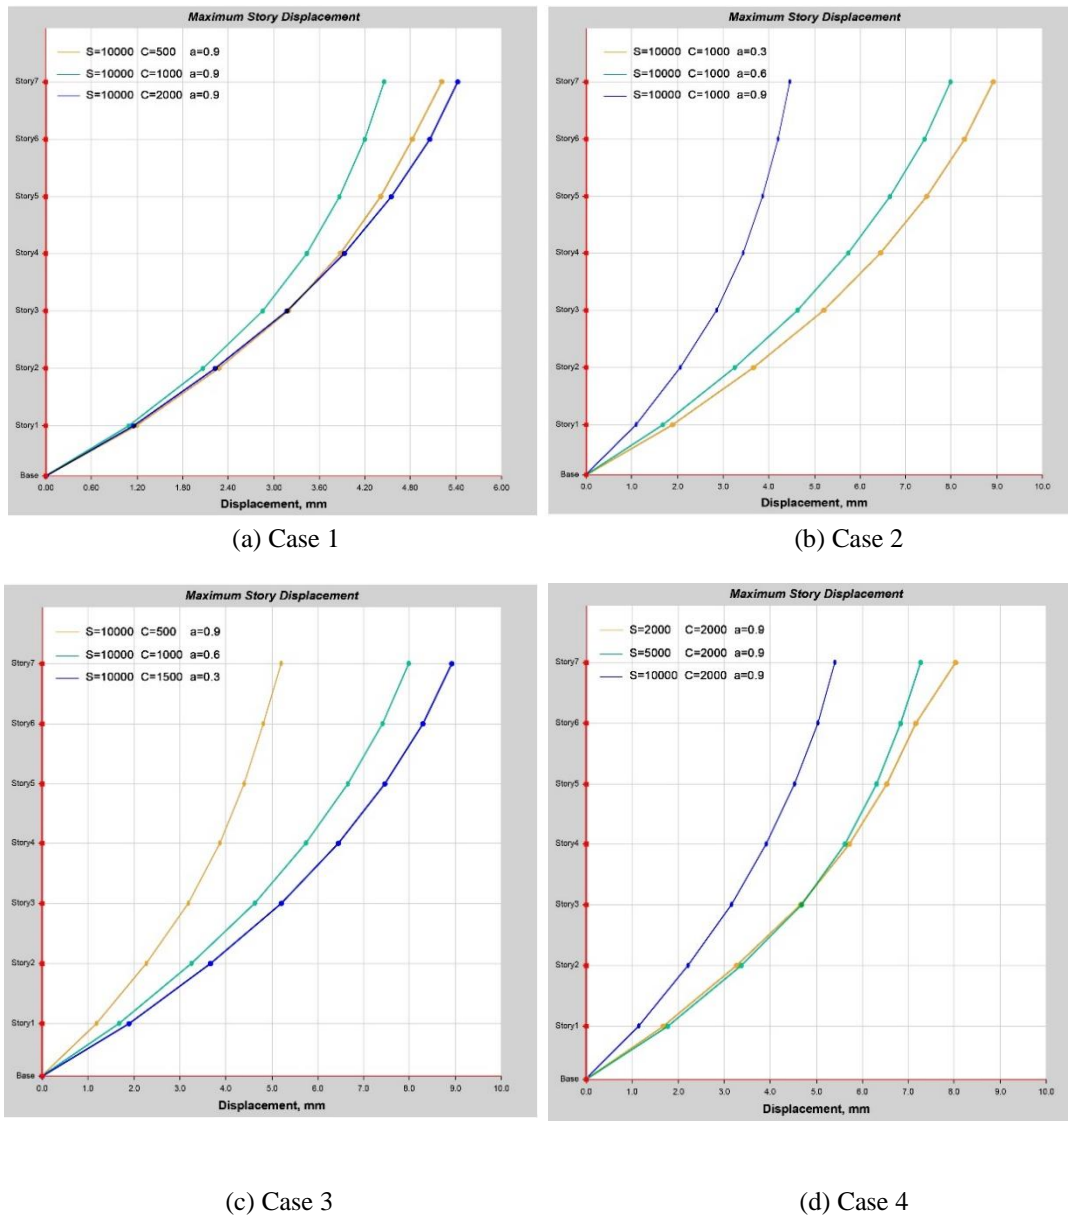 Maximum Story Displacement
S=10000 C=500 a=0.9
S=10000 C=1000 a=0.9
S=10000 C=2000 a=0.9
Story7
Story6
Story5
Story4
Story3
Story2
Story1
Base
0.00 0.60 1.20 1.80 2.40 3.00 3.60 4.20 4.80 5.40 6.00
Displacement, mm
(a) Case 1
Maximum Story Displacement
S=10000 C=1000 a=0.3
S=10000 C=1000 a=0.6
S=10000 C=1000 a=0.9
Story7
Story6
Story5
Story4
Story3
Story2
Story1
Base
0.0 1.0 2.0 3.0 4.0 5.0 6.0 7.0 8.0 9.0 10.0
Displacement, mm
(b) Case 2
Maximum Story Displacement
S=10000 C=500 a=0.9
S=10000 C=1000 a=0.6
S=10000 C=1500 a=0.3
Story7
Story6
Story5
Story4
Story3
Story2
Story1
Base
0.0 1.0 2.0 3.0 4.0 5.0 6.0 7.0 8.0 9.0 10.0
Displacement, mm
(c) Case 3
Maximum Story Displacement
S=2000 C=2000 a=0.9
S=5000 C=2000 a=0.9
S=10000 C=2000 a=0.9
Story7
Story6
Story5
Story4
Story3
Story2
Story1
Base
0.0 1.0 2.0 3.0 4.0 5.0 6.0 7.0 8.0 9.0 10.0
Displacement, mm
(d) Case 4